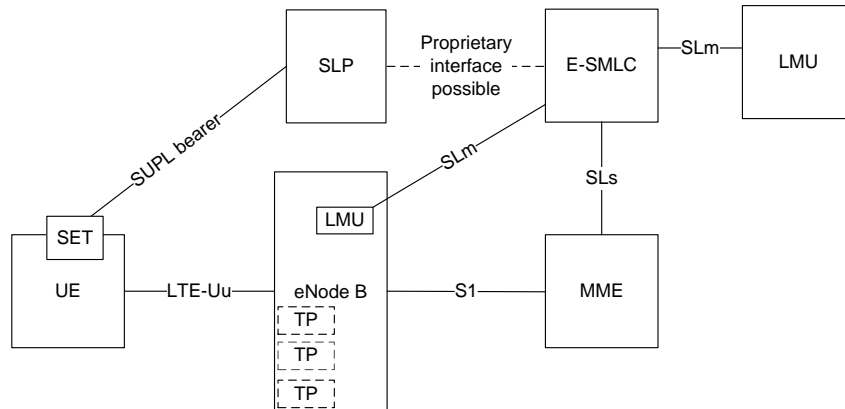 SLP
Proprietary
interface
possible
E-SMLC
SLm
LMU
SUPL bearer
SLm
SLs
LMU
SET
UE
LTE-Uu
eNode B
S1
MME
TP
TP
TP